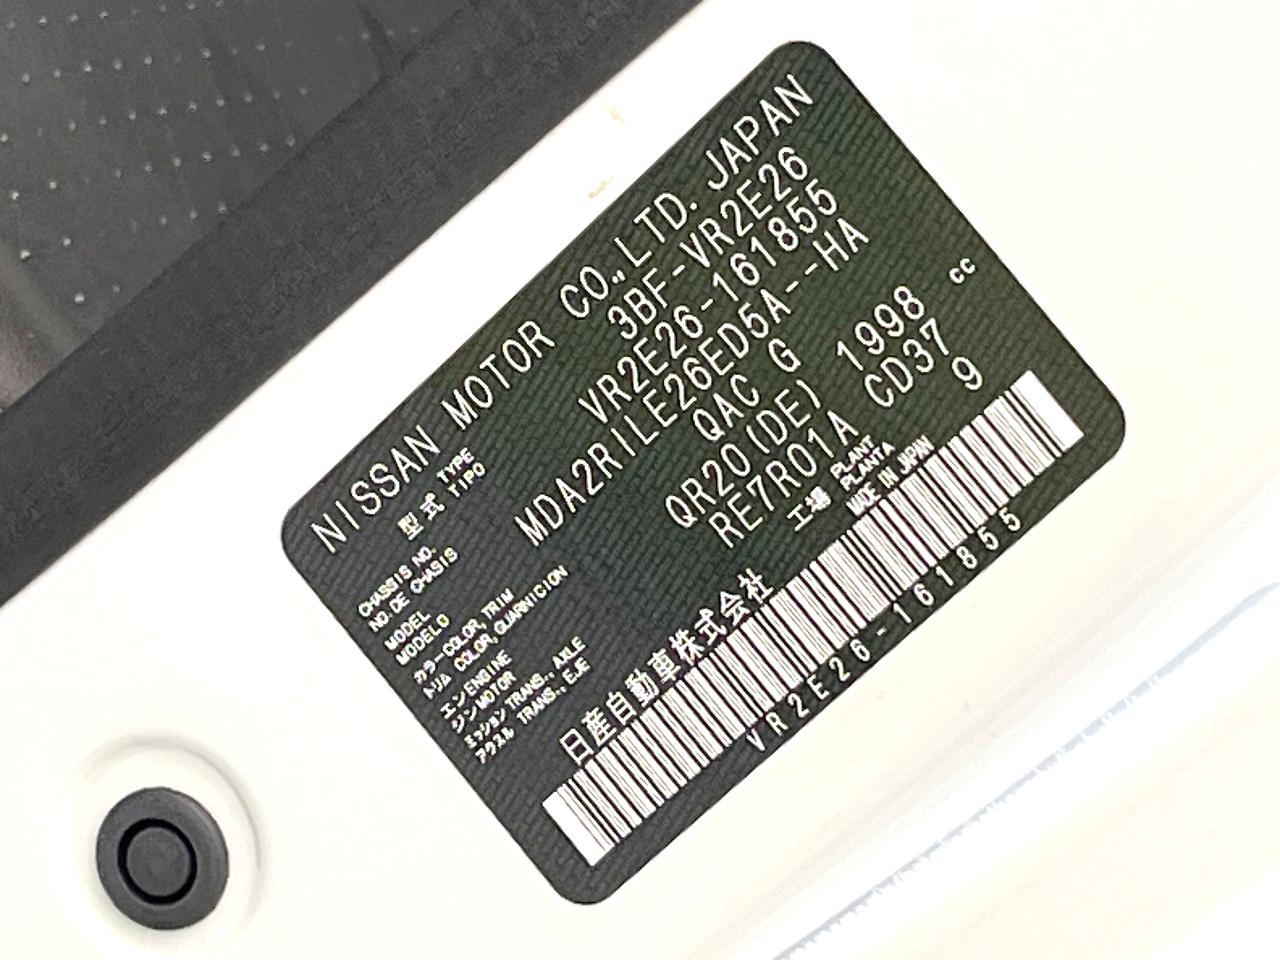 NISSAN MOTOR CO.,LTD. JAPAN
型式 TYPE TIPO 3BF-VR2E26
CHASSIS NO. NO.DE CHASIS VR2E26-161855
MODEL MODELO MDA2RILE26ED5A--HA
カラー COLOR,TRIM トリム COLOR,GUARNICION QAC G
エンジン ENGINE MOTOR QR20(DE) 1998 cc
ミッション TRANS., AXLE アクスル TRANS., EJE RE7R01A CD37
工場 PLANT PLANTA 9
日産自動車株式会社 MADE IN JAPAN
VR2E26-161855